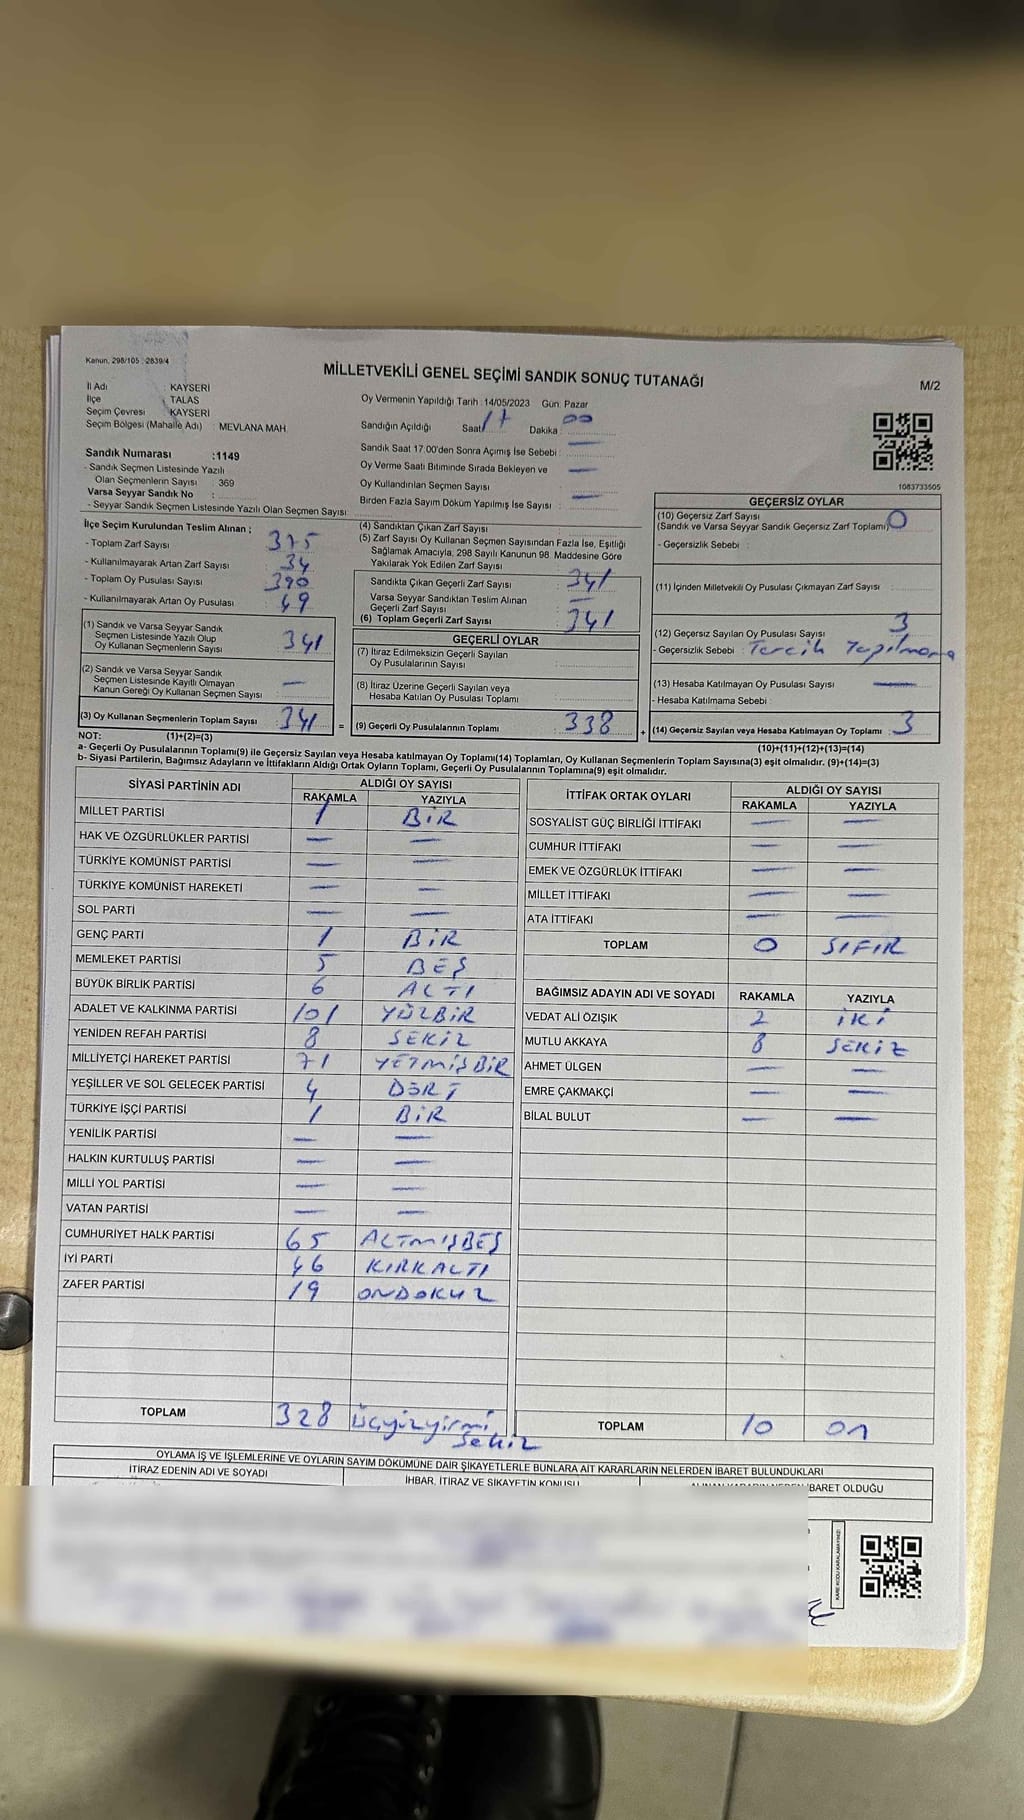 Kanun, 298/105 2839/4
MİLLETVEKİLİ GENEL SEÇİMİ SANDIK SONUÇ TUTANAĞI
M/2
İl Adı : KAYSERİ
İlçe : TALAS
Seçim Çevresi : KAYSERİ
Seçim Bölgesi (Mahalle Adı) : MEVLANA MAH.
Sandık Numarası :1149
- Sandık Seçmen Listesinde Yazılı
Olan Seçmenlerin Sayısı : 369
Varsa Seyyar Sandık No :
- Seyyar Sandık Seçmen Listesinde Yazılı Olan Seçmen Sayısı:
Oy Vermenin Yapıldığı Tarih :14/05/2023 Gün: Pazar
Sandığın Açıldığı Saat: 17 Dakika: 00
Sandık Saat 17:00'den Sonra Açımış İse Sebebi : —
Oy Verme Saati Bitiminde Sırada Bekleyen ve
Oy Kullandırılan Seçmen Sayısı : —
Birden Fazla Sayım Döküm Yapılmış İse Sayısı : —
1083733505
İlçe Seçim Kurulundan Teslim Alınan ;
- Toplam Zarf Sayısı : 375
- Kullanılmayarak Artan Zarf Sayısı : 34
- Toplam Oy Pusulası Sayısı : 390
- Kullanılmayarak Artan Oy Pusulası : 49
(1) Sandık ve Varsa Seyyar Sandık
Seçmen Listesinde Yazılı Olup
Oy Kullanan Seçmenlerin Sayısı : 341
(2) Sandık ve Varsa Seyyar Sandık
Seçmen Listesinde Kayıtlı Olmayan
Kanun Gereği Oy Kullanan Seçmen Sayısı : —
(3) Oy Kullanan Seçmenlerin Toplam Sayısı : 341 =
(4) Sandıktan Çıkan Zarf Sayısı :
(5) Zarf Sayısı Oy Kullanan Seçmen Sayısından Fazla İse, Eşitliği
Sağlamak Amacıyla, 298 Sayılı Kanunun 98. Maddesine Göre
Yakılarak Yok Edilen Zarf Sayısı :
Sandıkta Çıkan Geçerli Zarf Sayısı : 341
Varsa Seyyar Sandıktan Teslim Alınan
Geçerli Zarf Sayısı : —
(6) Toplam Geçerli Zarf Sayısı : 341
GEÇERLİ OYLAR
(7) İtiraz Edilmeksizin Geçerli Sayılan
Oy Pusulalarının Sayısı :
(8) İtiraz Üzerine Geçerli Sayılan veya
Hesaba Katılan Oy Pusulası Toplamı :
(9) Geçerli Oy Pusulalarının Toplamı : 338 +
GEÇERSİZ OYLAR
(10) Geçersiz Zarf Sayısı
(Sandık ve Varsa Seyyar Sandık Geçersiz Zarf Toplamı) : 0
- Geçersizlik Sebebi :
(11) İçinden Milletvekili Oy Pusulası Çıkmayan Zarf Sayısı :
(12) Geçersiz Sayılan Oy Pusulası Sayısı : 3
- Geçersizlik Sebebi : Tercih Yapılmama
(13) Hesaba Katılmayan Oy Pusulası Sayısı : —
- Hesaba Katılmama Sebebi :
(14) Geçersiz Sayılan veya Hesaba Katılmayan Oy Toplamı : 3
NOT: (1)+(2)=(3)
(10)+(11)+(12)+(13)=(14)
a- Geçerli Oy Pusulalarının Toplamı(9) ile Geçersiz Sayılan veya Hesaba katılmayan Oy Toplamı(14) Toplamları, Oy Kullanan Seçmenlerin Toplam Sayısına(3) eşit olmalıdır. (9)+(14)=(3)
b- Siyasi Partilerin, Bağımsız Adayların ve İttifakların Aldığı Ortak Oyların Toplamı, Geçerli Oy Pusulalarının Toplamına(9) eşit olmalıdır.
SİYASİ PARTİNİN ADI ALDIĞI OY SAYISI
RAKAMLA YAZIYLA
MİLLET PARTİSİ 1 BİR
HAK VE ÖZGÜRLÜKLER PARTİSİ — —
TÜRKİYE KOMÜNİST PARTİSİ — —
TÜRKİYE KOMÜNİST HAREKETİ — —
SOL PARTİ — —
GENÇ PARTİ 1 BİR
MEMLEKET PARTİSİ 5 BEŞ
BÜYÜK BİRLİK PARTİSİ 6 ALTI
ADALET VE KALKINMA PARTİSİ 101 YÜZBİR
YENİDEN REFAH PARTİSİ 8 SEKİZ
MİLLİYETÇİ HAREKET PARTİSİ 71 YETMİŞBİR
YEŞİLLER VE SOL GELECEK PARTİSİ 4 DÖRT
TÜRKİYE İŞÇİ PARTİSİ 1 BİR
YENİLİK PARTİSİ — —
HALKIN KURTULUŞ PARTİSİ — —
MİLLİ YOL PARTİSİ — —
VATAN PARTİSİ — —
CUMHURİYET HALK PARTİSİ 65 ALTMIŞBEŞ
İYİ PARTİ 46 KIRKALTI
ZAFER PARTİSİ 19 ONDOKUZ
TOPLAM 328 üçyüzyirmi
sekiz
İTTİFAK ORTAK OYLARI ALDIĞI OY SAYISI
RAKAMLA YAZIYLA
SOSYALİST GÜÇ BİRLİĞİ İTTİFAKI — —
CUMHUR İTTİFAKI — —
EMEK VE ÖZGÜRLÜK İTTİFAKI — —
MİLLET İTTİFAKI — —
ATA İTTİFAKI — —
TOPLAM 0 SIFIR
BAĞIMSIZ ADAYIN ADI VE SOYADI RAKAMLA YAZIYLA
VEDAT ALİ ÖZIŞIK 2 İKİ
MUTLU AKKAYA 8 SEKİZ
AHMET ÜLGEN — —
EMRE ÇAKMAKÇİ — —
BİLAL BULUT — —
TOPLAM 10 on
OYLAMA İŞ VE İŞLEMLERİNE VE OYLARIN SAYIM DÖKÜMÜNE DAİR ŞİKAYETLERLE BUNLARA AİT KARARLARIN NELERDEN İBARET BULUNDUKLARI
İTİRAZ EDENİN ADI VE SOYADI
İHBAR, İTİRAZ VE ŞİKAYETİN KONUSU
İBARET OLDUĞU
KARE KODU KARALAMAYINIZ!